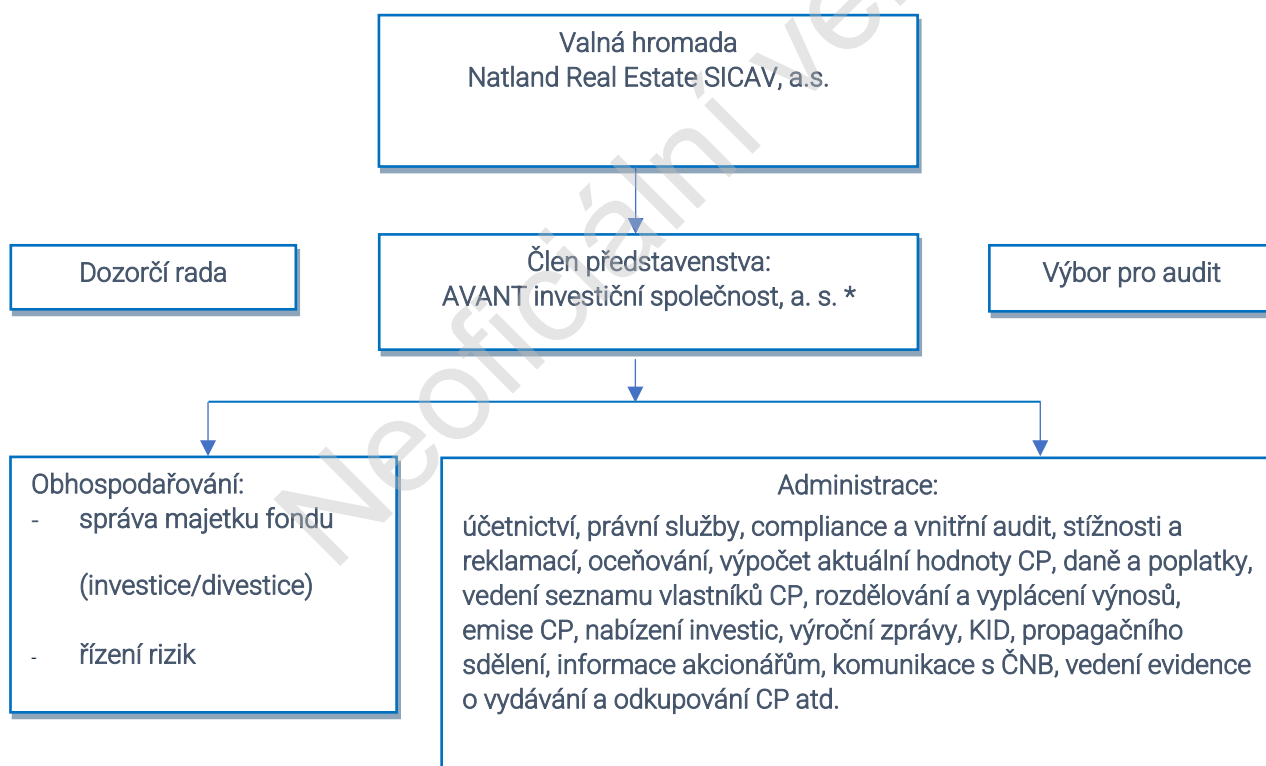 Valná hromada
Natland Real Estate SICAV, a.s.
Dozorčí rada
Člen představenstva:
AVANT investiční společnost, a. s. *
Výbor pro audit
Obhospodařování:
- správa majetku fondu
(investice/divestice)
- řízení rizik
Administrace:
účetnictví, právní služby, compliance a vnitřní audit, stížnosti a
reklamací, oceňování, výpočet aktuální hodnoty CP, daně a poplatky,
vedení seznamu vlastníků CP, rozdělování a vyplácení výnosů,
emise CP, nabízení investic, výroční zprávy, KID, propagačního
sdělení, informace akcionářům, komunikace s ČNB, vedení evidence
o vydávání a odkupování CP atd.
Neoficiální